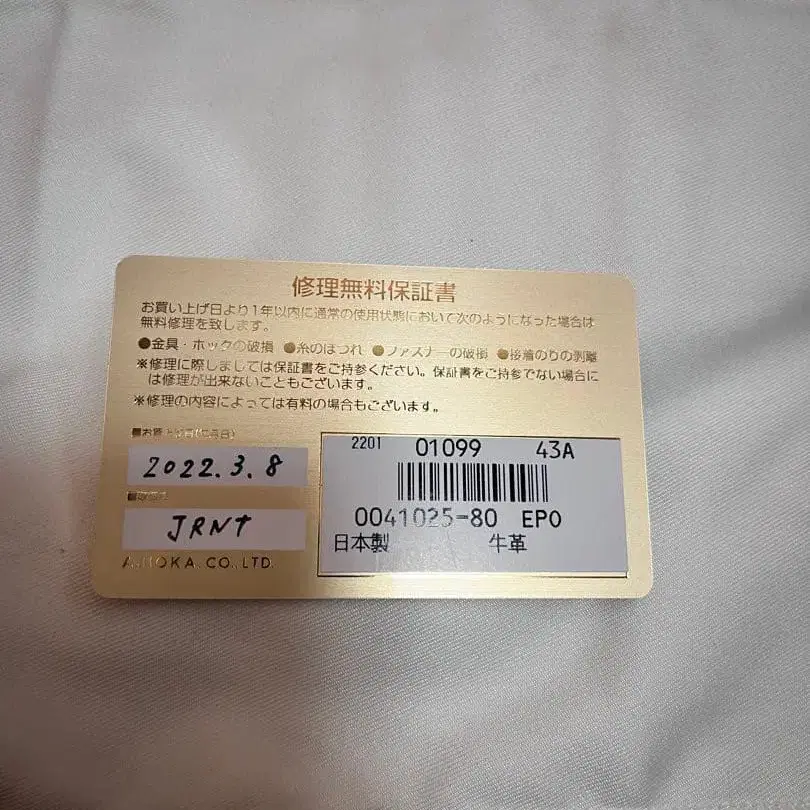 修理無料保証書
お買い上げ日より1年以内に通常の使用状態において次のようになった場合は
無料修理を致します。
●金具・ホックの破損 ●糸のほつれ ●ファスナーの破損 ●接着のりの剥離
※修理に際しましては保証書をご持参ください。保証書をご持参でない場合に
は修理が出来ないこともございます。
※修理の内容によっては有料の場合もございます。
2022.3.8
JRNT
CO.,LTD.
2201 01099 43A
0041025-80 EPO
日本製 牛革